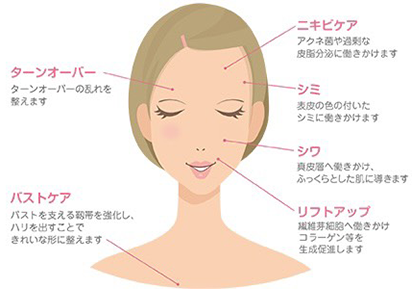 ニキビケア
アクネ菌や過剰な
皮脂分泌に働きかけます
ターンオーバー
ターンオーバーの乱れを
整えます
シミ
表皮の色の付いた
シミに働きかけます
シワ
真皮層へ働きかけ、
ふっくらとした肌に導きます
バストケア
バストを支える靭帯を強化し、
ハリを出すことで
きれいな形に整えます
リフトアップ
繊維芽細胞へ働きかけ
コラーゲン等を
生成促進します